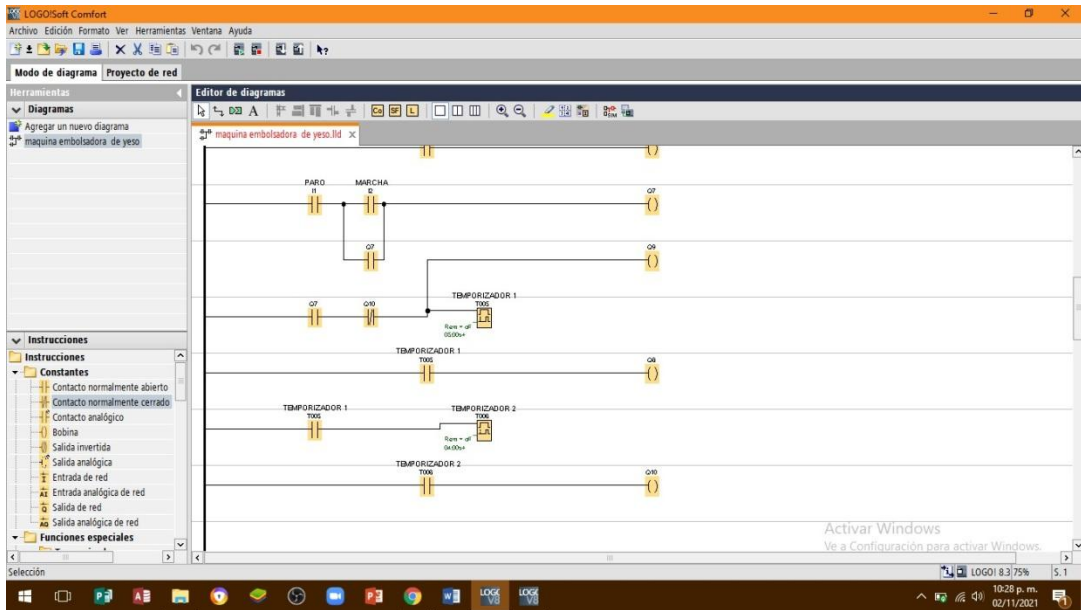 LOGO!Soft Comfort
Archivo Edición Formato Ver Herramientas Ventana Ayuda
Modo de diagrama Proyecto de red
Herramientas
Diagramas
Agregar un nuevo diagrama
maquina embolsadora de yeso
Instrucciones
Instrucciones
Constantes
Contacto normalmente abierto
Contacto normalmente cerrado
Contacto analógico
Bobina
Salida invertida
Salida analógica
Entrada de red
Entrada analógica de red
Salida de red
Salida analógica de red
Funciones especiales
Editor de diagramas
maquina embolsadora de yeso.lld
PARO MARCHA
I1 I2 Q7
Q7 Q9
TEMPORIZADOR 1
Q7 Q10 T005
Rem = off
05:00s+
TEMPORIZADOR 1
T005 Q8
TEMPORIZADOR 1 TEMPORIZADOR 2
T005 T006
Rem = off
04:00s+
TEMPORIZADOR 2
T006 Q10
Activar Windows
Ve a Configuración para activar Windows.
Selección
LOGO! 8.3 75% S. 1
10:28 p. m.
02/11/2021